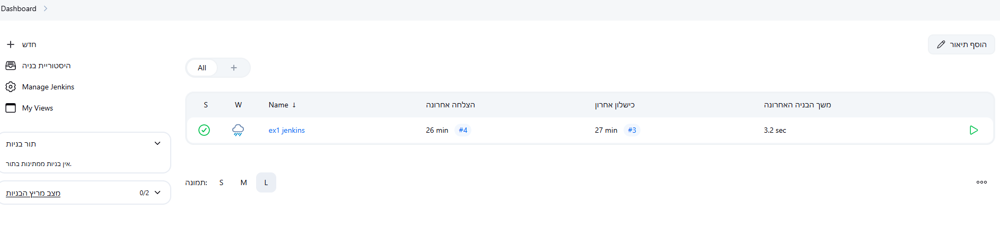 Dashboard
חדש
היסטוריית בניה
Manage Jenkins
My Views
תור בניות
אין בניות ממתינות בתור.
מצב מריץ הבניות 0/2
הוסף תיאור
All +
S W Name ↓ הצלחה אחרונה כישלון אחרון משך הבניה האחרונה
ex1 jenkins 26 min #4 27 min #3 3.2 sec
תמונה: S M L